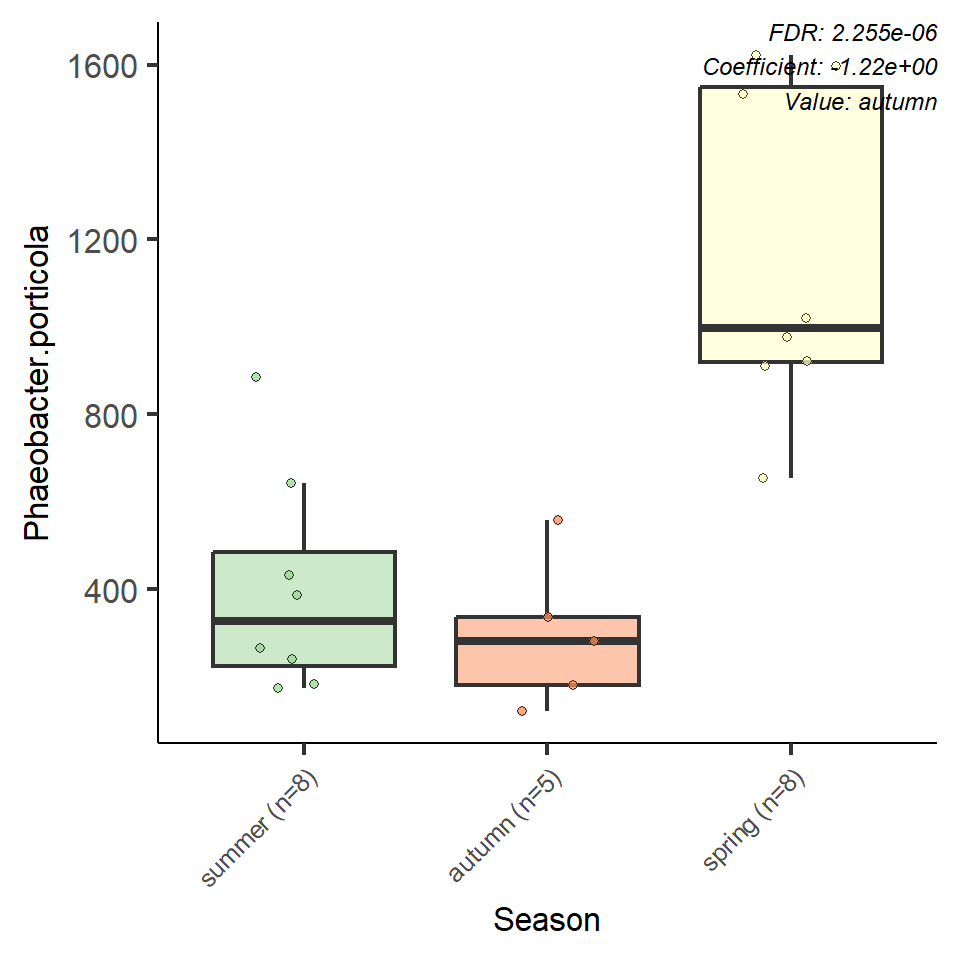 FDR: 2.255e-06
Coefficient: -1.22e+00
Value: autumn
Phaeobacter.porticola
1600
1200
800
400
summer (n=8)
autumn (n=5)
spring (n=8)
Season